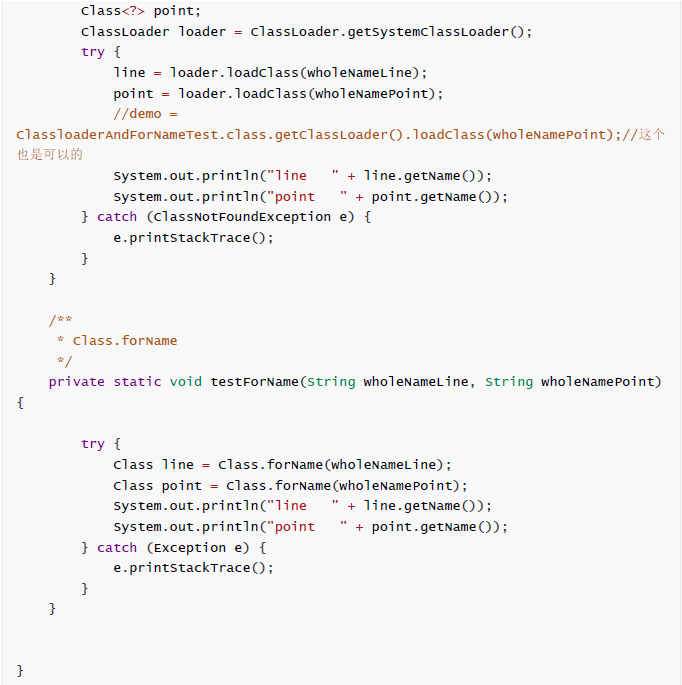 Class<?> point;
        ClassLoader loader = ClassLoader.getSystemClassLoader();
        try {
            line = loader.loadClass(wholeNameLine);
            point = loader.loadClass(wholeNamePoint);
            //demo =
ClassloaderAndForNameTest.class.getClassLoader().loadClass(wholeNamePoint);//这个
也是可以的
            System.out.println("line   " + line.getName());
            System.out.println("point   " + point.getName());
        } catch (ClassNotFoundException e) {
            e.printStackTrace();
        }
    }

    /**
     * Class.forName
     */
    private static void testForName(String wholeNameLine, String wholeNamePoint)
{

        try {
            Class line = Class.forName(wholeNameLine);
            Class point = Class.forName(wholeNamePoint);
            System.out.println("line   " + line.getName());
            System.out.println("point   " + point.getName());
        } catch (Exception e) {
            e.printStackTrace();
        }
    }


}